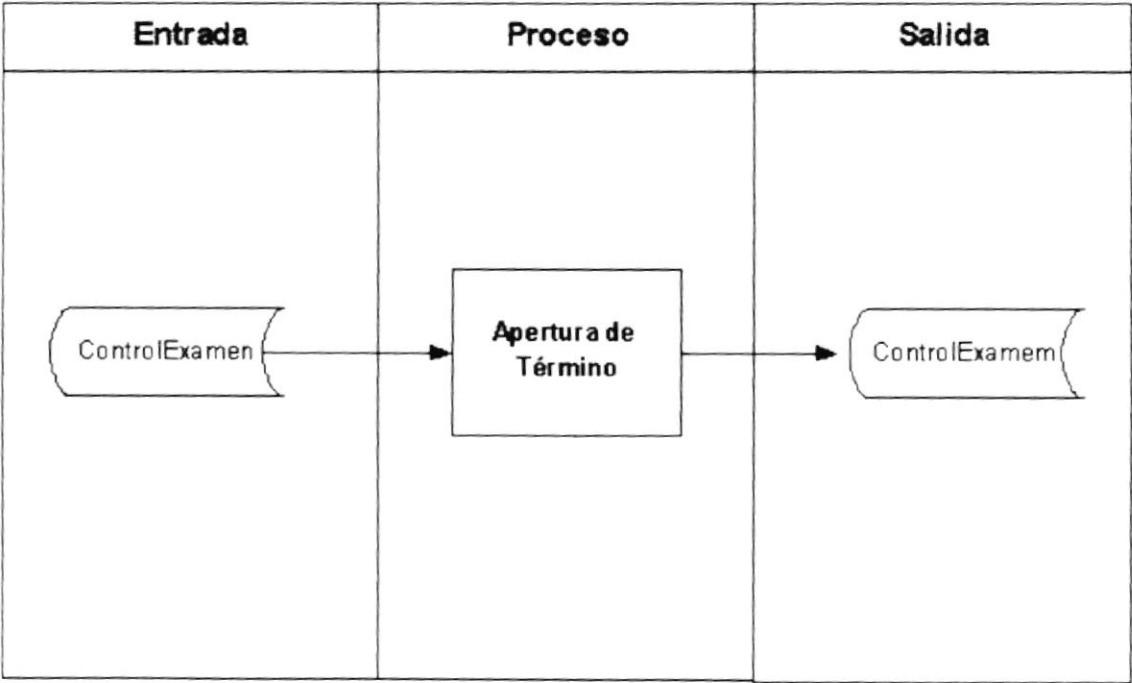 Entrada
Proceso
Salida
ControlExamen
Apertura de
Término
ControlExamem